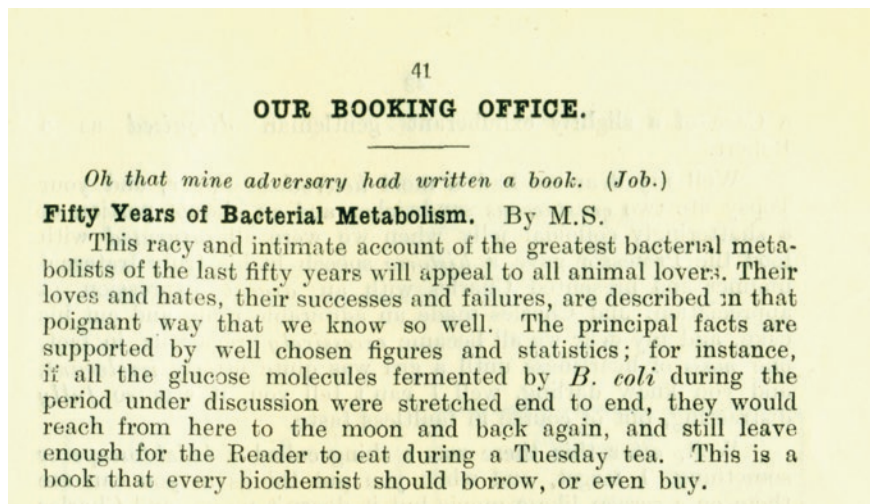 41
OUR BOOKING OFFICE.
Oh that mine adversary had written a book. (Job.)
Fifty Years of Bacterial Metabolism. By M.S.
This racy and intimate account of the greatest bacterial meta-
bolists of the last fifty years will appeal to all animal lovers. Their
loves and hates, their successes and failures, are described in that
poignant way that we know so well. The principal facts are
supported by well chosen figures and statistics; for instance,
if all the glucose molecules fermented by B. coli during the
period under discussion were stretched end to end, they would
reach from here to the moon and back again, and still leave
enough for the Reader to eat during a Tuesday tea. This is a
book that every biochemist should borrow, or even buy.